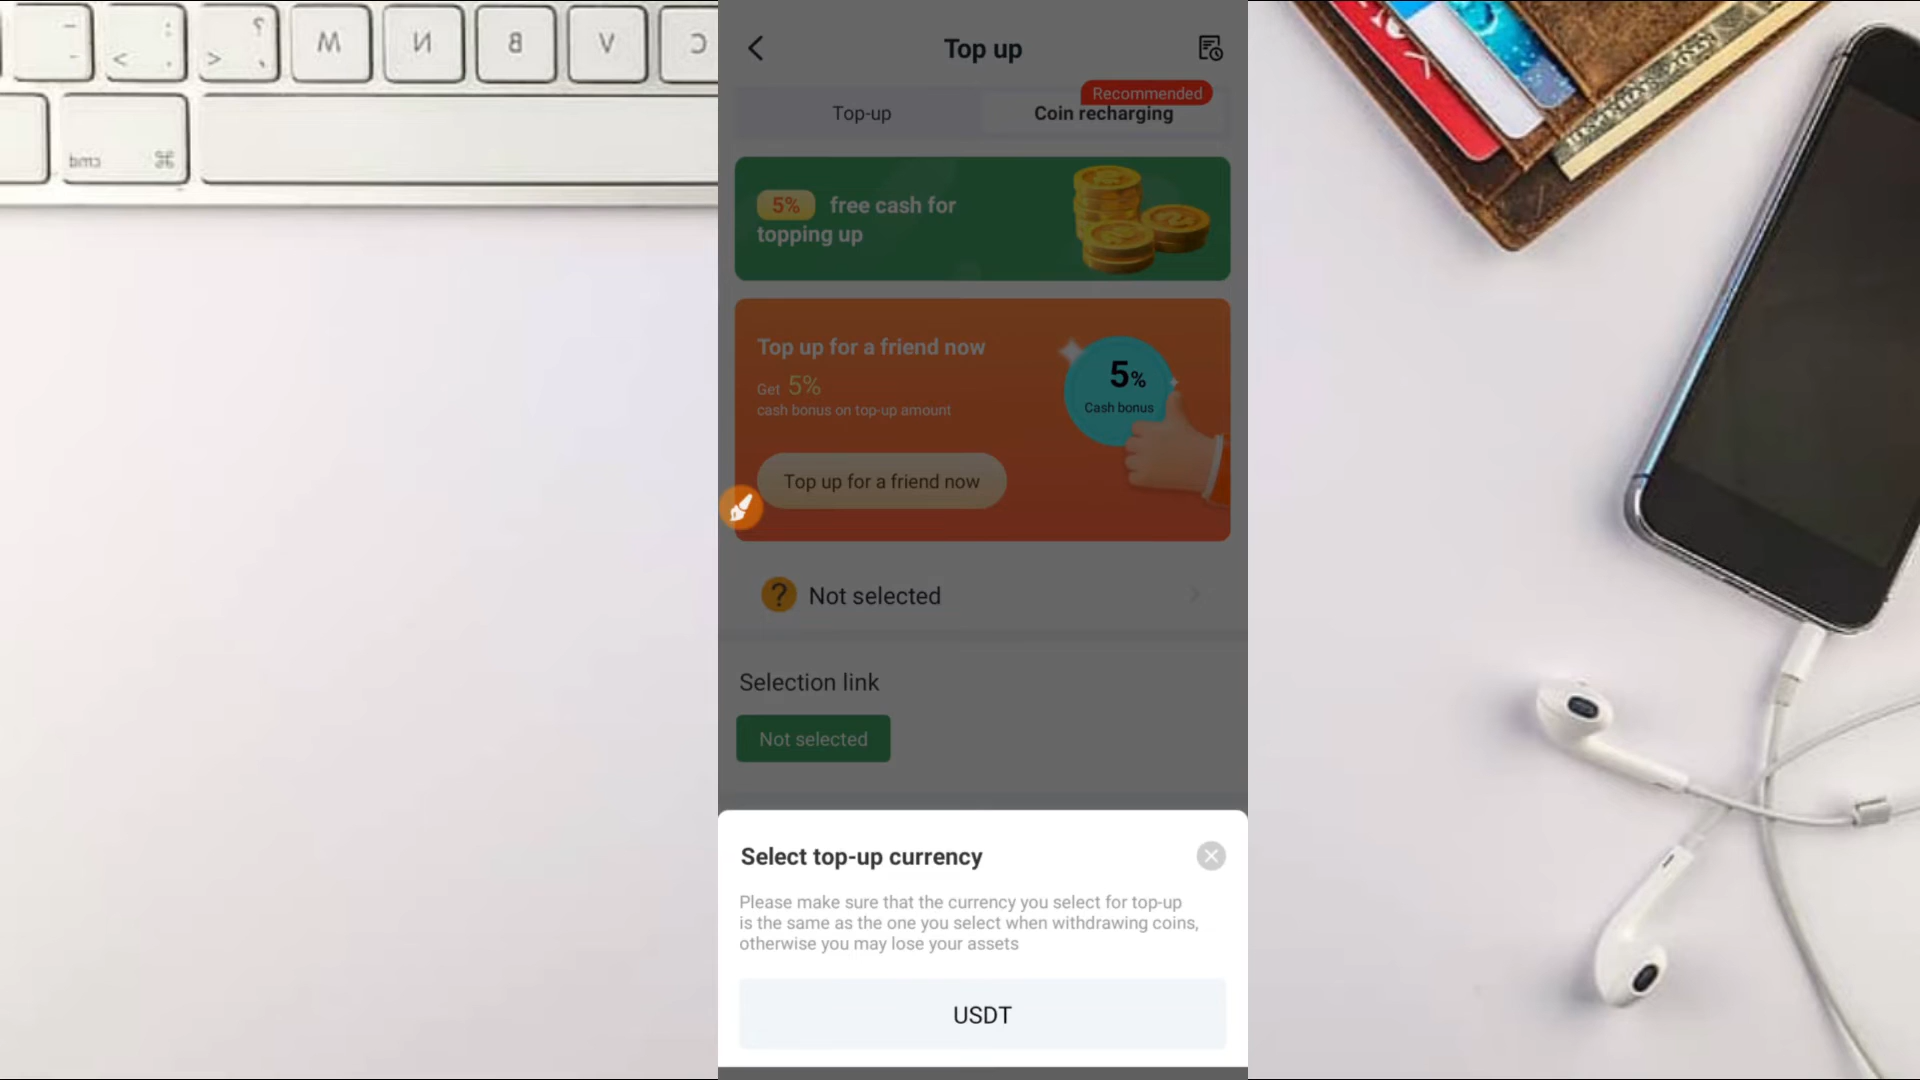 M N B V C
cmd ⌘
Top up
Recommended
Top-up Coin recharging
5% free cash for
topping up
Top up for a friend now
Get 5%
cash bonus on top-up amount
5%
Cash bonus
Top up for a friend now
? Not selected
Selection link
Not selected
Select top-up currency
Please make sure that the currency you select for top-up
is the same as the one you select when withdrawing coins,
otherwise you may lose your assets
USDT